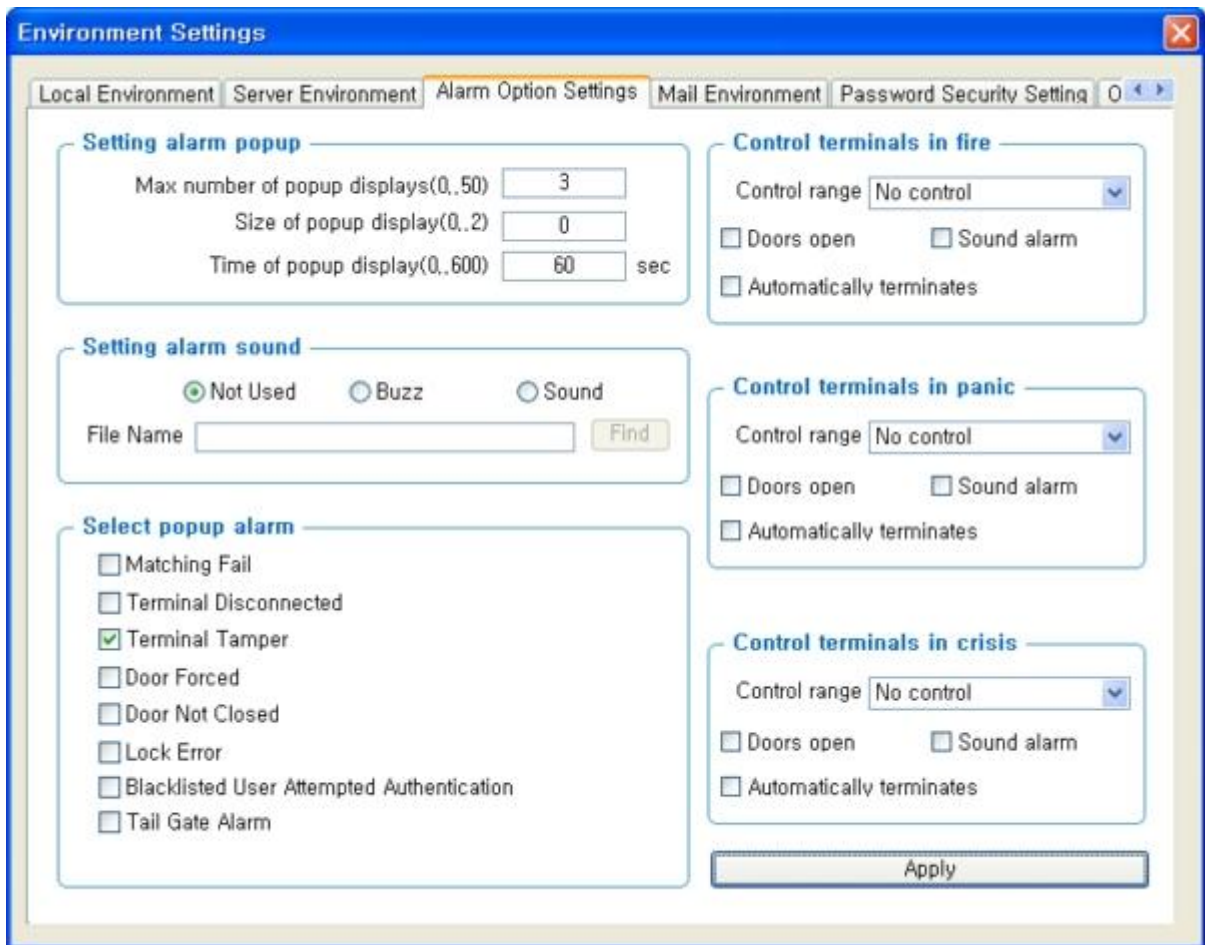 Environment Settings
Local Environment Server Environment Alarm Option Settings Mail Environment Password Security Setting O
Setting alarm popup
Max number of popup displays(0,.50) 3
Size of popup display(0,.2) 0
Time of popup display(0,.600) 60 sec
Setting alarm sound
Not Used Buzz Sound
File Name Find
Select popup alarm
Matching Fail
Terminal Disconnected
Terminal Tamper
Door Forced
Door Not Closed
Lock Error
Blacklisted User Attempted Authentication
Tail Gate Alarm
Control terminals in fire
Control range No control
Doors open Sound alarm
Automatically terminates
Control terminals in panic
Control range No control
Doors open Sound alarm
Automatically terminates
Control terminals in crisis
Control range No control
Doors open Sound alarm
Automatically terminates
Apply